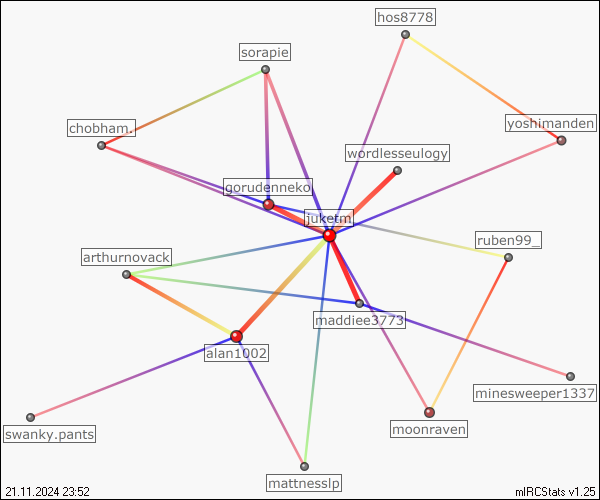 hos8778
sorapie
chobham.
yoshimanden
wordlesseulogy
gorudenneko
juketm
ruben99_
arthurnovack
maddiee3773
alan1002
minesweeper1337
moonraven
swanky.pants
mattnesslp
21.11.2024 23:52
mIRCStats v1.25